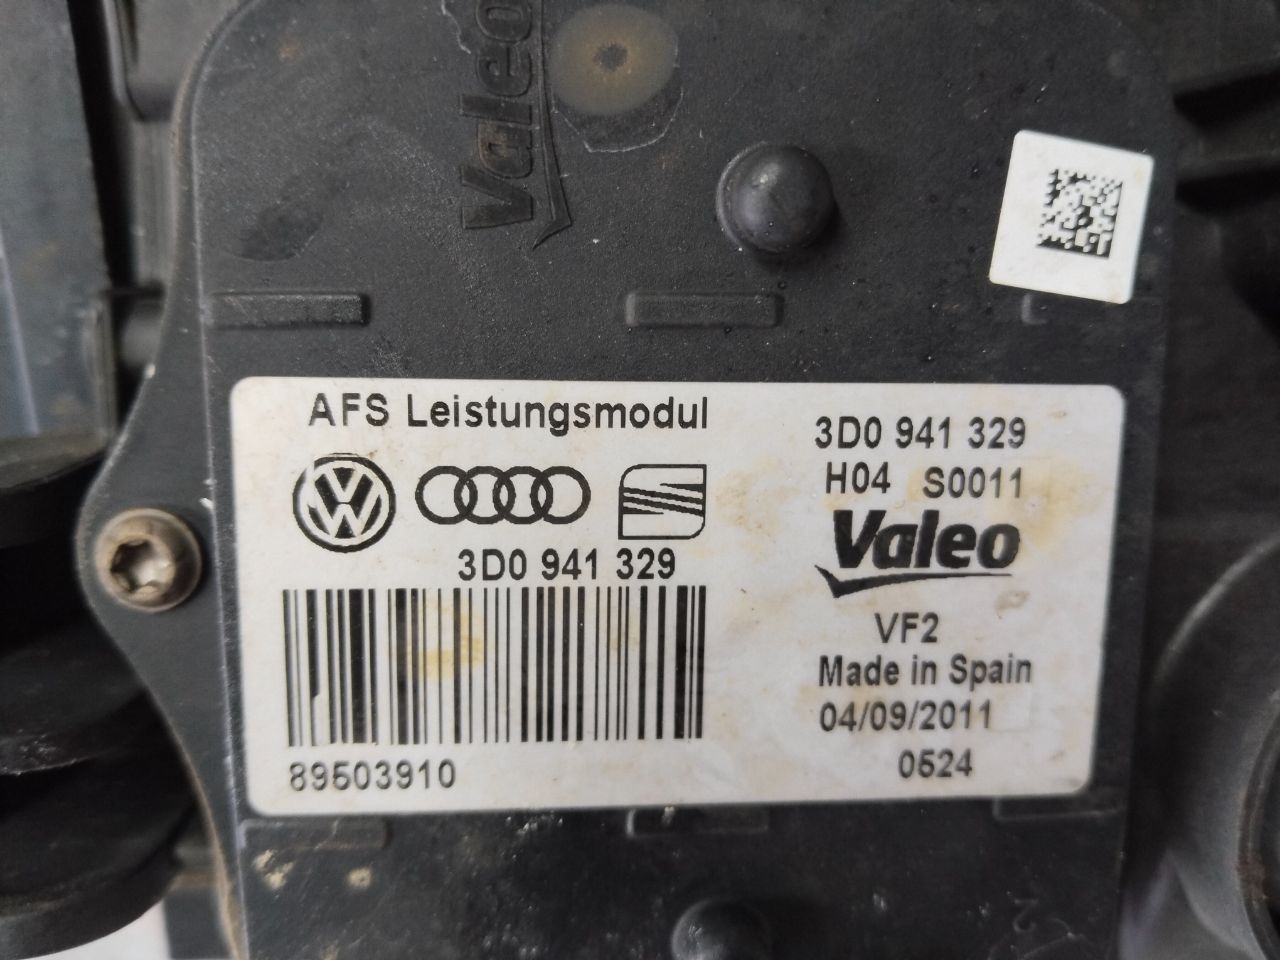 Valeo
AFS Leistungsmodul
3D0 941 329
89503910
3D0 941 329
H04 S0011
Valeo
VF2
Made in Spain
04/09/2011
0524